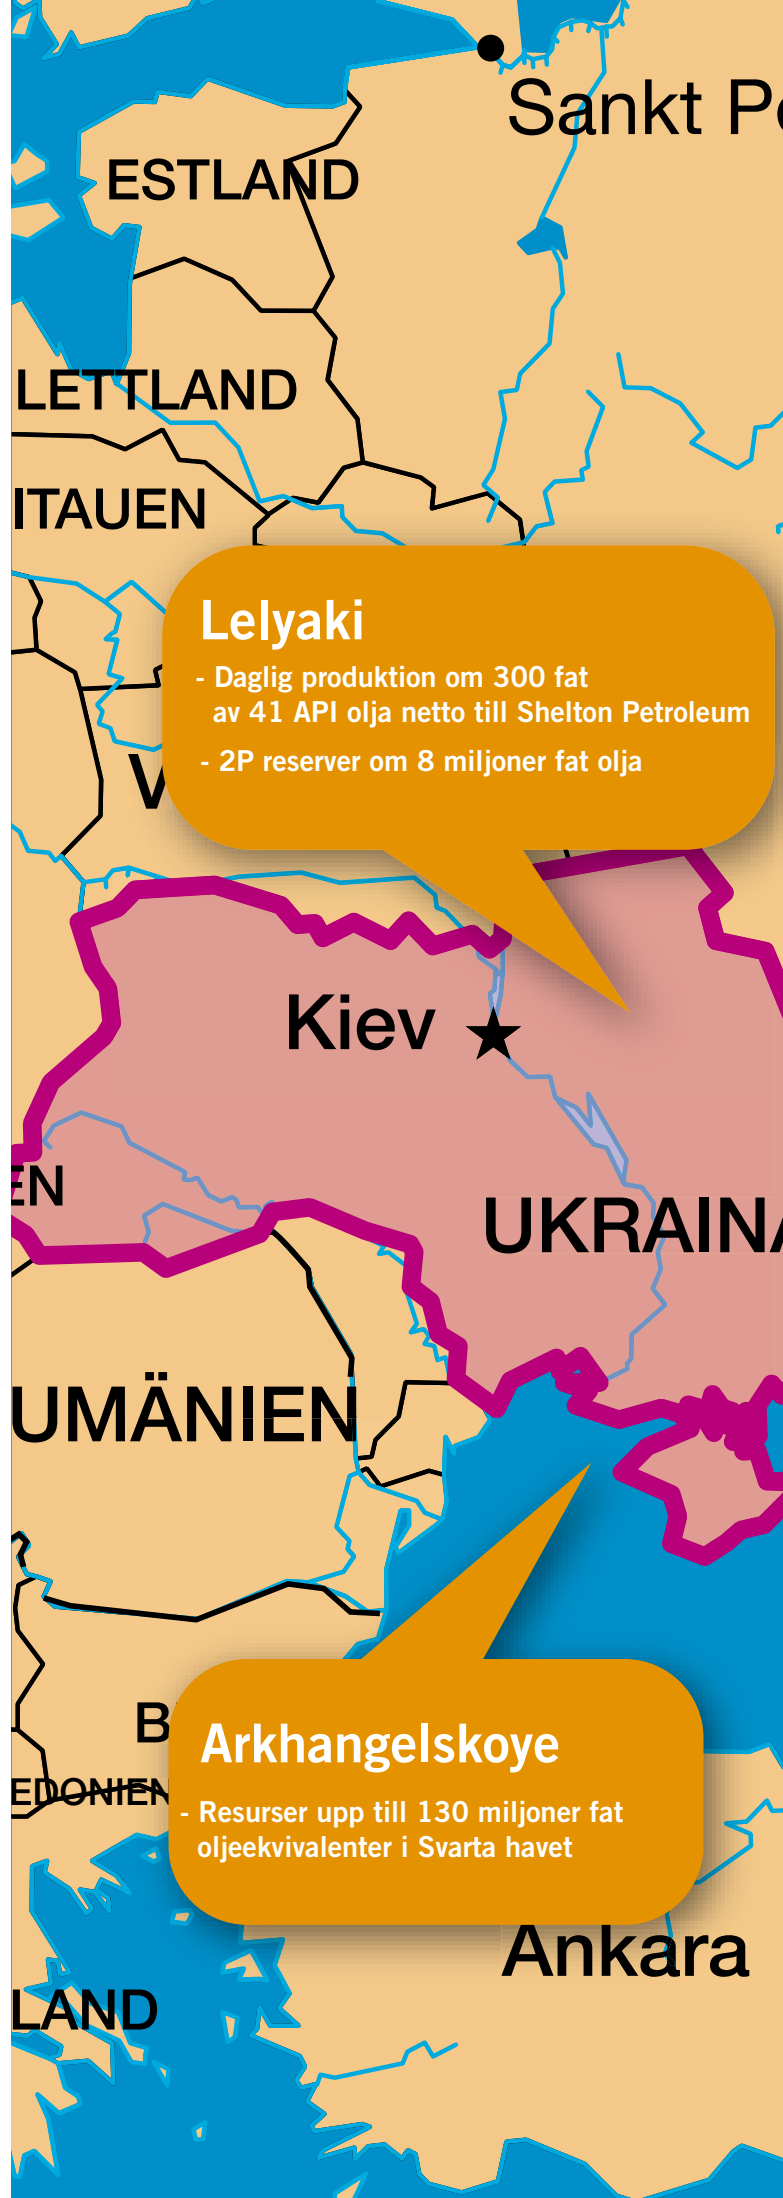 Sankt Pe
ESTLAND
LETTLAND
ITAUEN
Lelyaki
- Daglig produktion om 300 fat
av 41 API olja netto till Shelton Petroleum
- 2P reserver om 8 miljoner fat olja
V
Kiev
EN
UKRAINA
UMÄNIEN
B
Arkhangelskoye
EDONIEN
- Resurser upp till 130 miljoner fat
oljeekvivalenter i Svarta havet
Ankara
LAND